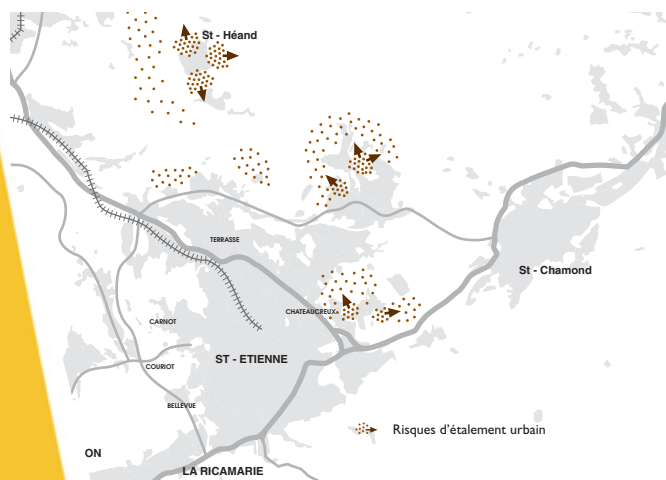 St - Héand
TERRASSE
St - Chamond
CHATEAUCREUX
CARNOT
ST - ETIENNE
COURIOT
BELLEVUE
Risques d'étalement urbain
ON
LA RICAMARIE